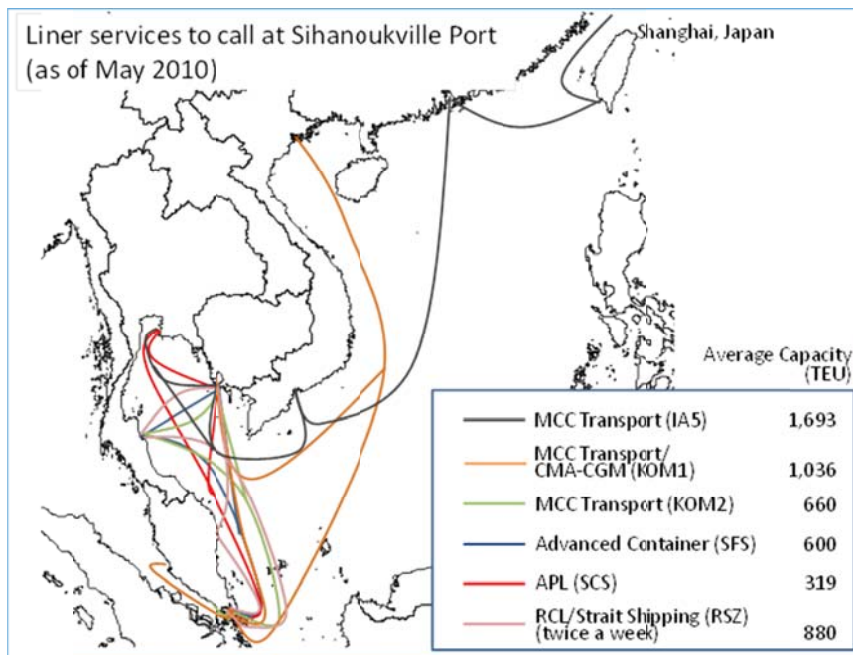 Liner services to call at Sihanoukville Port
(as of May 2010)
Shanghai, Japan
Average Capacity
(TEU)
MCC Transport (IA5) 1,693
MCC Transport/
CMA-CGM (KOM1) 1,036
MCC Transport (KOM2) 660
Advanced Container (SFS) 600
APL (SCS) 319
RCL/Strait Shipping (RSZ)
(twice a week) 880